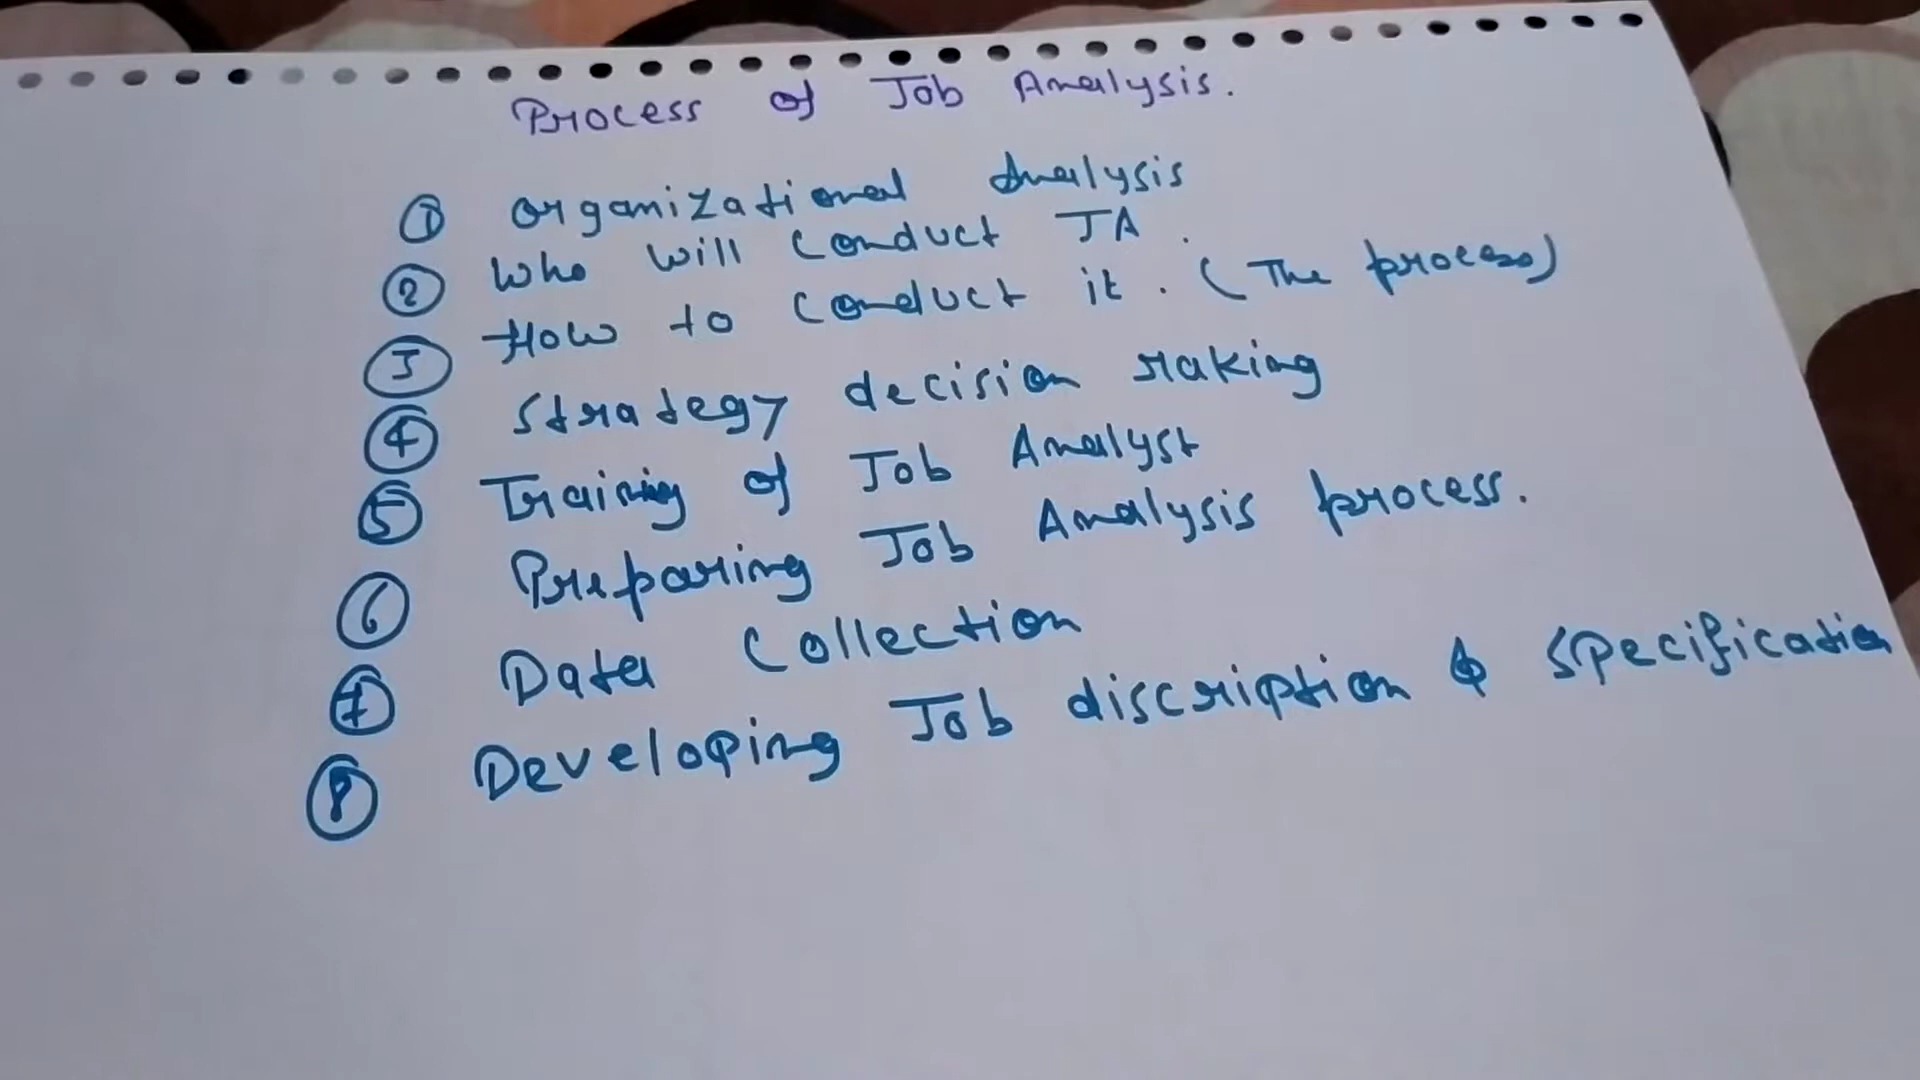 Process of Job Analysis.
1 Organizational Analysis
2 Who will conduct JA.
3 How to conduct it. (The process)
4 Strategy decision making
5 Training of Job Analyst
6 Preparing Job Analysis process.
7 Data collection
8 Developing Job discription & specification